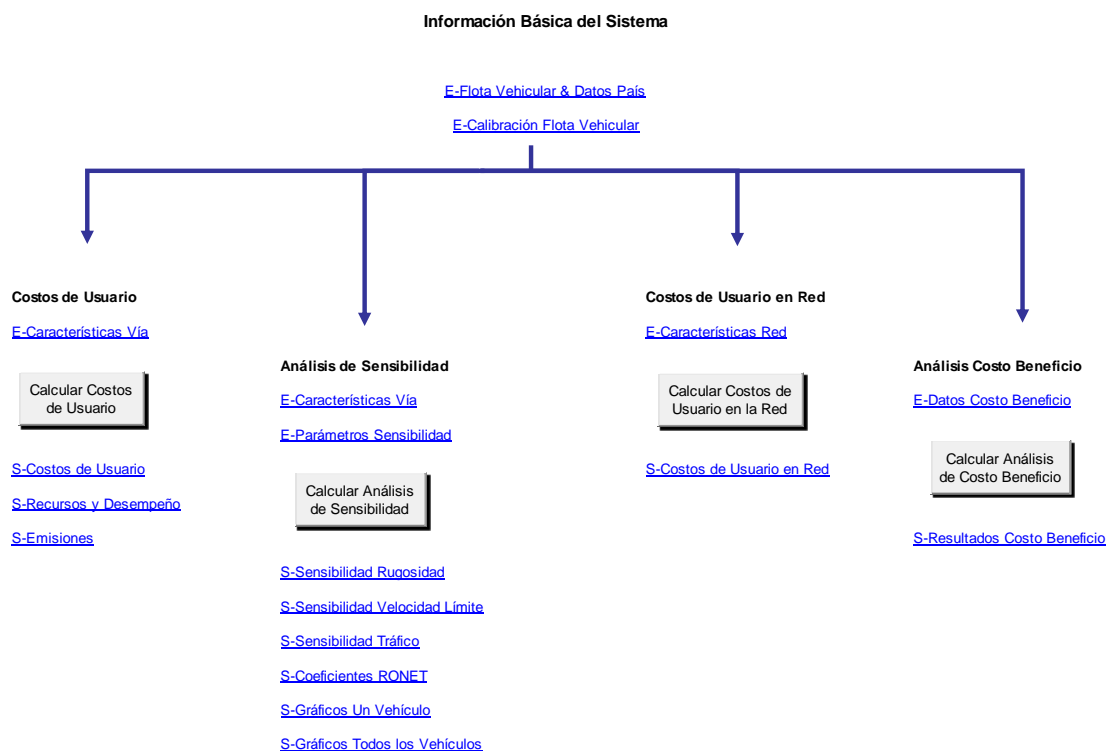 Información Básica del Sistema
E-Flota Vehicular & Datos País
E-Calibración Flota Vehicular
Costos de Usuario
E-Características Vía
Calcular Costos
de Usuario
S-Costos de Usuario
S-Recursos y Desempeño
S-Emisiones
Análisis de Sensibilidad
E-Características Vía
E-Parámetros Sensibilidad
Calcular Análisis
de Sensibilidad
S-Sensibilidad Rugosidad
S-Sensibilidad Velocidad Límite
S-Sensibilidad Tráfico
S-Coeficientes RONET
S-Gráficos Un Vehículo
S-Gráficos Todos los Vehículos
Costos de Usuario en Red
E-Características Red
Calcular Costos de
Usuario en la Red
S-Costos de Usuario en Red
Análisis Costo Beneficio
E-Datos Costo Beneficio
Calcular Análisis
de Costo Beneficio
S-Resultados Costo Beneficio